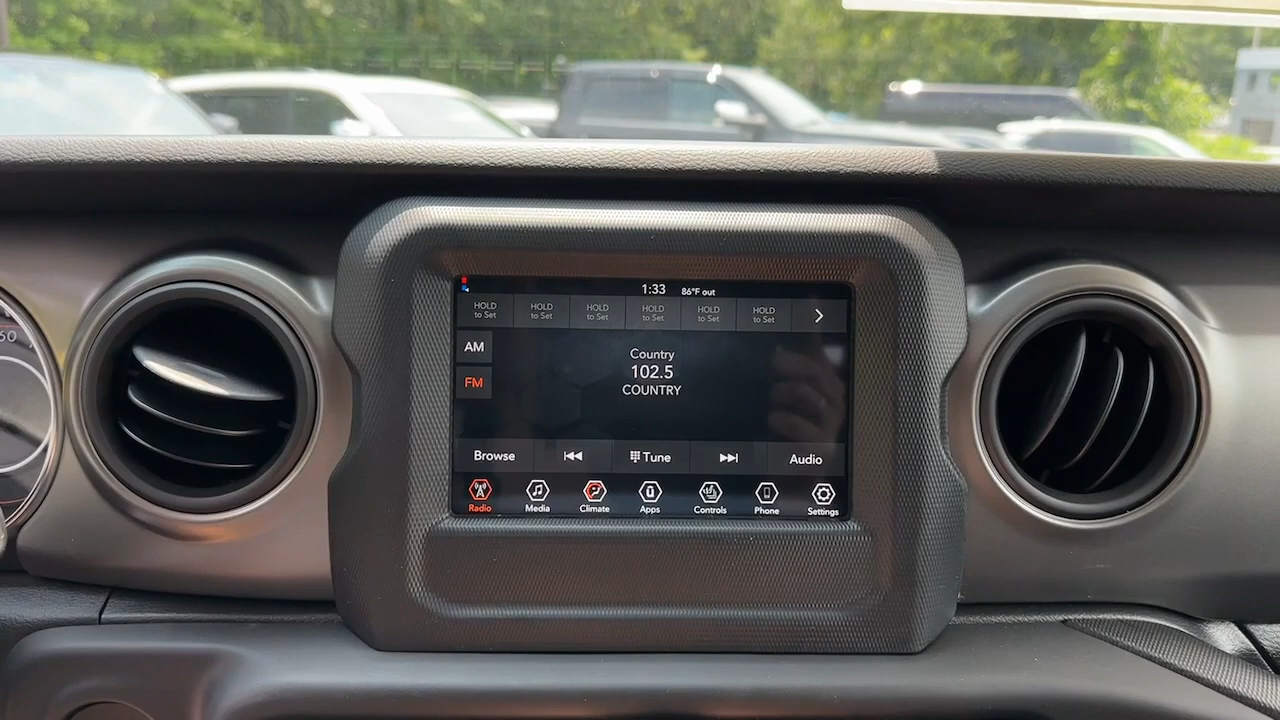 1:33 86°F out
HOLD to Set
HOLD to Set
HOLD to Set
HOLD to Set
HOLD to Set
HOLD to Set
AM
FM
Country
102.5
COUNTRY
Browse Tune Audio
Radio Media Climate Apps Controls Phone Settings
60